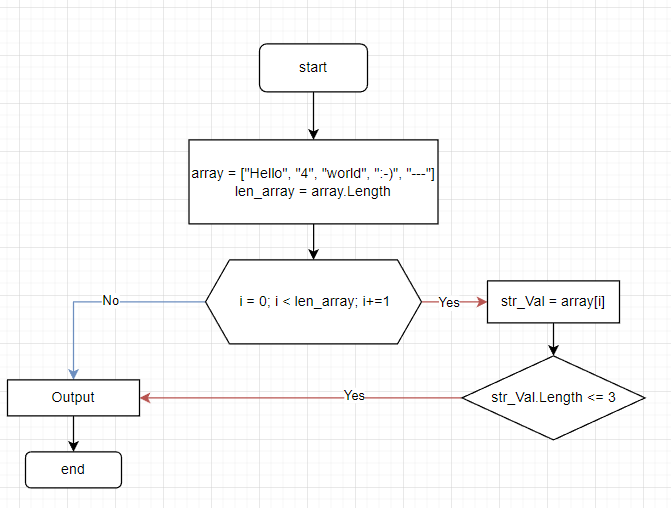 start
array = ["Hello", "4", "world", ":-)", "---"]
len_array = array.Length
i = 0; i < len_array; i+=1
No
Yes
str_Val = array[i]
str_Val.Length <= 3
Yes
Output
end